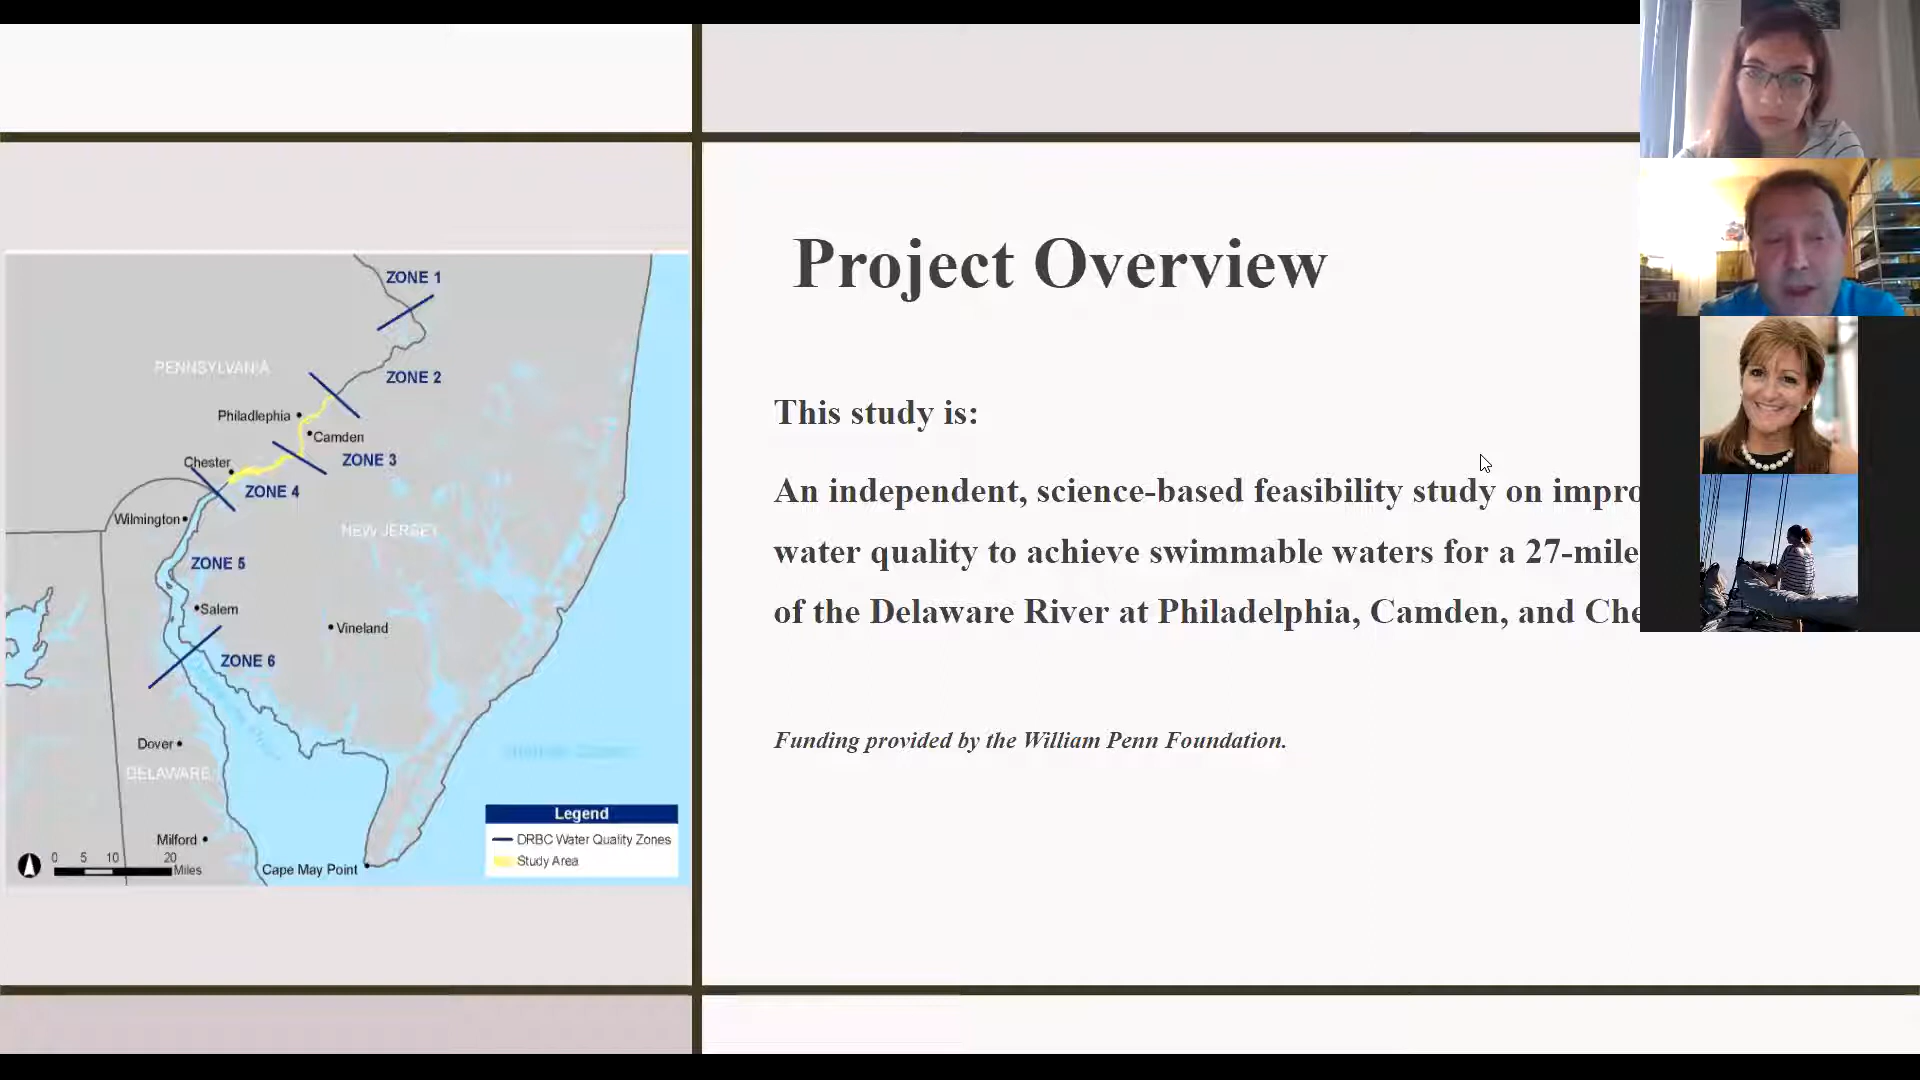 ZONE 1
PENNSYLVANIA
ZONE 2
Philadlephia
Camden
ZONE 3
Chester
ZONE 4
Wilmington
NEW JERSEY
ZONE 5
Salem
Vineland
ZONE 6
Dover
DELAWARE
Milford
Cape May Point
0 5 10 20
Miles
Legend
DRBC Water Quality Zones
Study Area
Project Overview
This study is:
An independent, science-based feasibility study on impro
water quality to achieve swimmable waters for a 27-mile
of the Delaware River at Philadelphia, Camden, and Che
Funding provided by the William Penn Foundation.